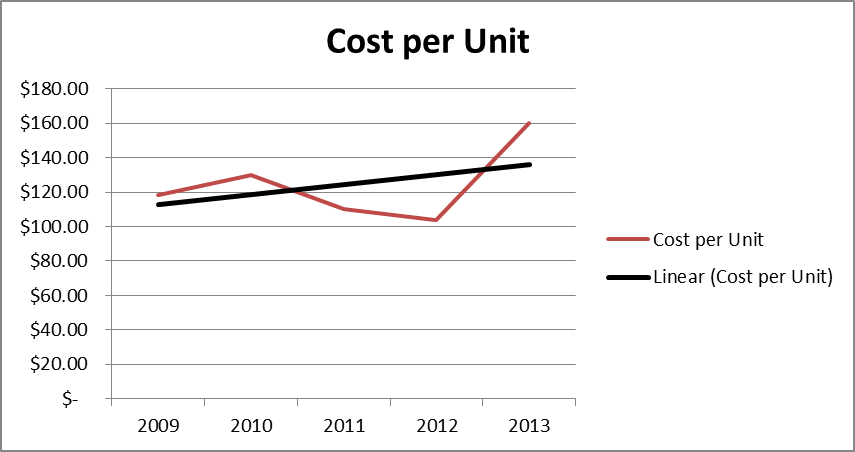 Cost per Unit
$180.00
$160.00
$140.00
$120.00
$100.00
$80.00
$60.00
$40.00
$20.00
$-
2009 2010 2011 2012 2013
Cost per Unit
Linear (Cost per Unit)